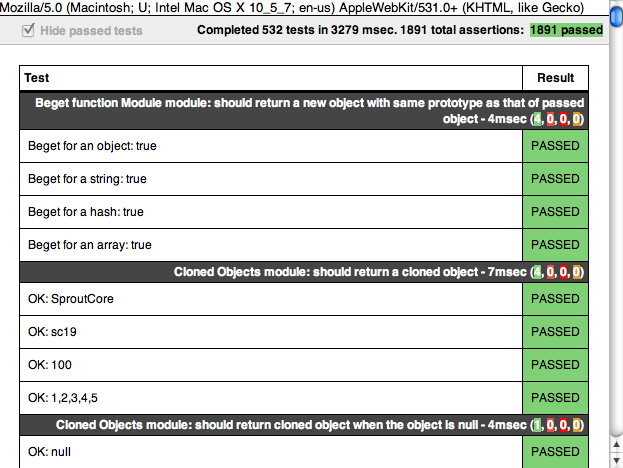 Mozilla/5.0 (Macintosh; U; Intel Mac OS X 10_5_7; en-us) AppleWebKit/531.0+ (KHTML, like Gecko)
Hide passed tests Completed 532 tests in 3279 msec. 1891 total assertions: 1891 passed
Test Result
Beget function Module module: should return a new object with same prototype as that of passed
object - 4msec (4, 0, 0, 0)
Beget for an object: true PASSED
Beget for a string: true PASSED
Beget for a hash: true PASSED
Beget for an array: true PASSED
Cloned Objects module: should return a cloned object - 7msec (4, 0, 0, 0)
OK: SproutCore PASSED
OK: sc19 PASSED
OK: 100 PASSED
OK: 1,2,3,4,5 PASSED
Cloned Objects module: should return cloned object when the object is null - 4msec (1, 0, 0, 0)
OK: null PASSED